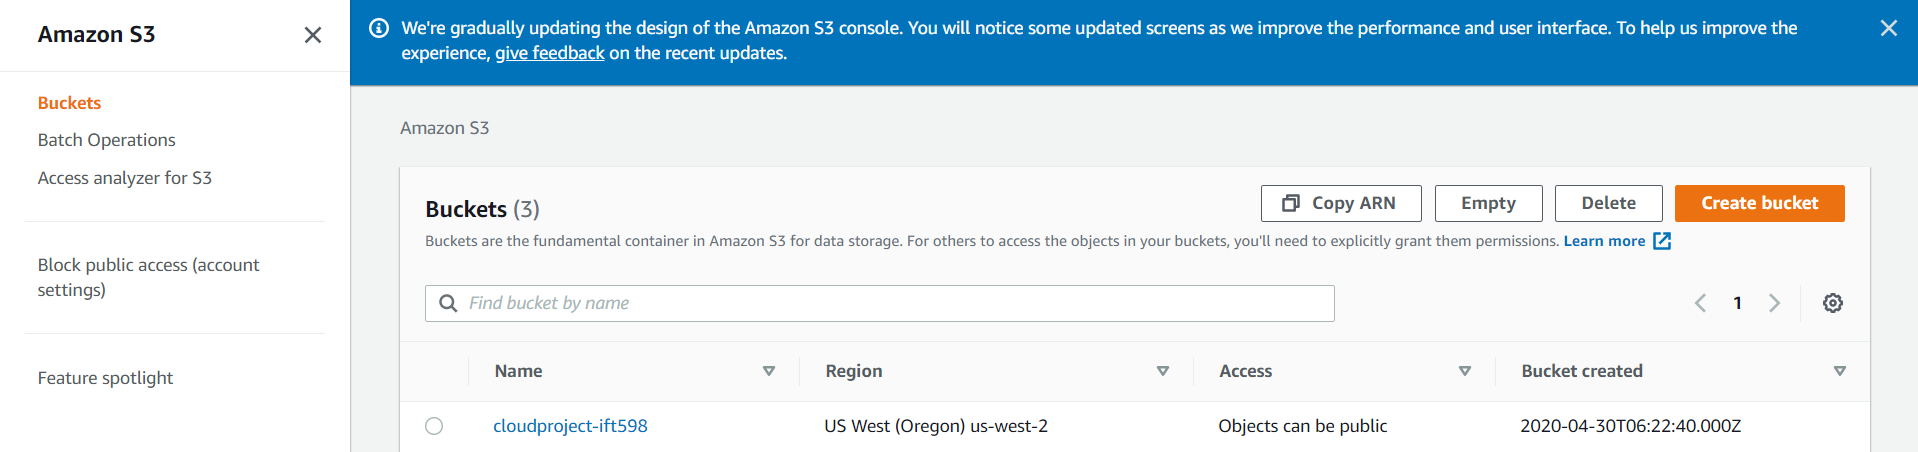 Amazon S3
Buckets
Batch Operations
Access analyzer for S3
Block public access (account
settings)
Feature spotlight
We're gradually updating the design of the Amazon S3 console. You will notice some updated screens as we improve the performance and user interface. To help us improve the
experience, give feedback on the recent updates.
Amazon S3
Buckets (3)
Copy ARN
Empty
Delete
Create bucket
Buckets are the fundamental container in Amazon S3 for data storage. For others to access the objects in your buckets, you'll need to explicitly grant them permissions. Learn more
Find bucket by name
1
Name Region Access Bucket created
cloudproject-ift598 US West (Oregon) us-west-2 Objects can be public 2020-04-30T06:22:40.000Z